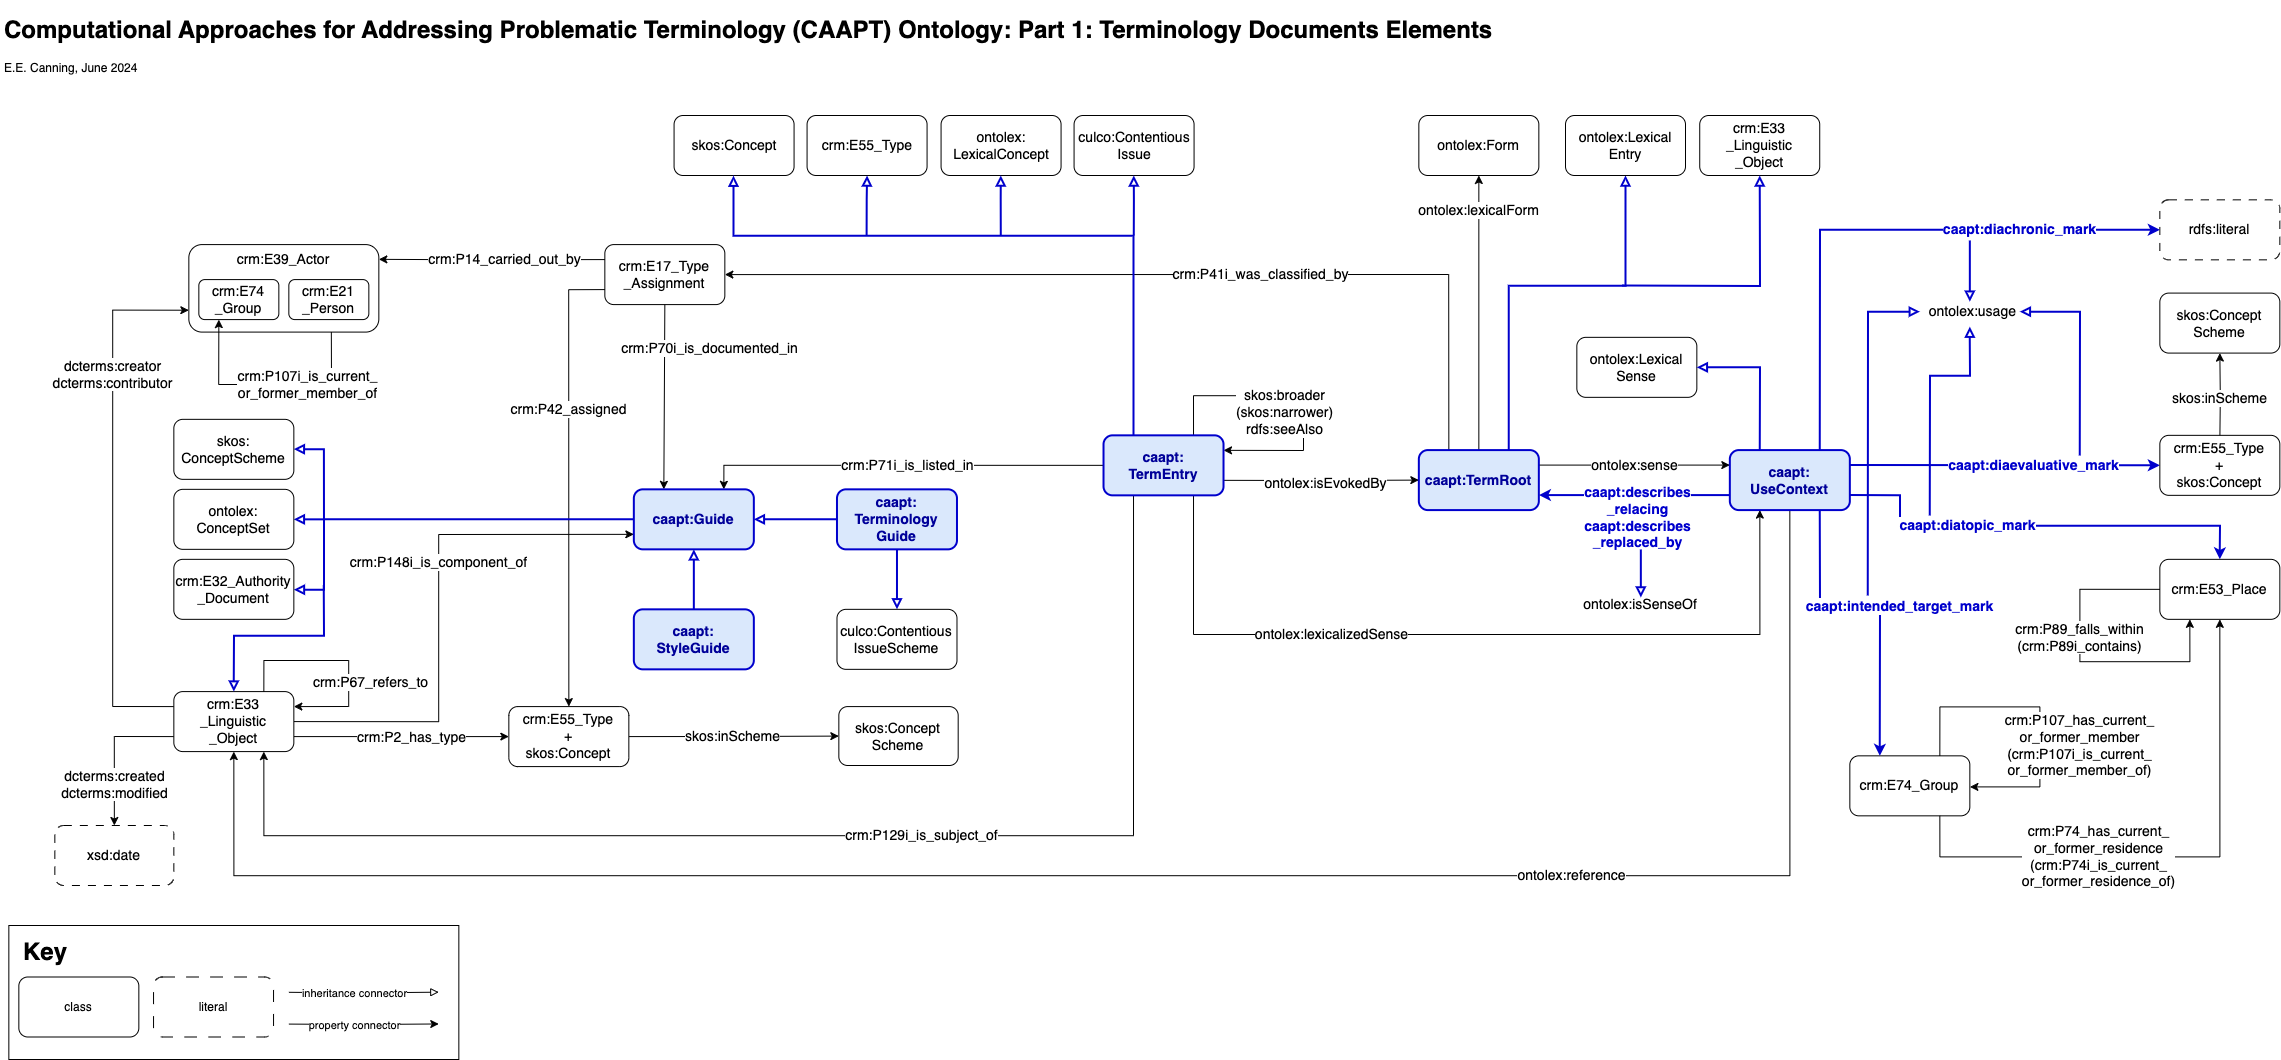 Computational Approaches for Addressing Problematic Terminology (CAAPT) Ontology: Part 1: Terminology Documents Elements
E.E. Canning, June 2024
skos:Concept
crm:E55_Type
ontolex:
LexicalConcept
culco:Contentious
Issue
ontolex:Form
ontolex:Lexical
Entry
crm:E33
_Linguistic
_Object
ontolex:lexicalForm
caapt:diachronic_mark
rdfs:literal
crm:E39_Actor
crm:E74
_Group
crm:E21
_Person
crm:P14_carried_out_by
crm:E17_Type
_Assignment
crm:P41i_was_classified_by
ontolex:usage
skos:Concept
Scheme
crm:P70i_is_documented_in
ontolex:Lexical
Sense
dcterms:creator
dcterms:contributor
crm:P107i_is_current_
or_former_member_of
crm:P42_assigned
skos:broader
(skos:narrower)
rdfs:seeAlso
skos:inScheme
skos:
ConceptScheme
crm:P71i_is_listed_in
caapt:
TermEntry
ontolex:isEvokedBy
caapt:TermRoot
ontolex:sense
caapt:
UseContext
caapt:diaevaluative_mark
crm:E55_Type
+
skos:Concept
caapt:describes
_relacing
caapt:describes
_replaced_by
ontolex:
ConceptSet
caapt:Guide
caapt:
Terminology
Guide
caapt:diatopic_mark
crm:P148i_is_component_of
crm:E32_Authority
_Document
crm:E53_Place
ontolex:isSenseOf
caapt:intended_target_mark
caapt:
StyleGuide
culco:Contentious
IssueScheme
ontolex:lexicalizedSense
crm:P89_falls_within
(crm:P89i_contains)
crm:P67_refers_to
crm:E33
_Linguistic
_Object
crm:P2_has_type
crm:E55_Type
+
skos:Concept
skos:inScheme
skos:Concept
Scheme
crm:P107_has_current_
or_former_member
(crm:P107i_is_current_
or_former_member_of)
dcterms:created
dcterms:modified
crm:E74_Group
xsd:date
crm:P129i_is_subject_of
crm:P74_has_current_
or_former_residence
(crm:P74i_is_current_
or_former_residence_of)
ontolex:reference
Key
class
literal
inheritance connector
property connector